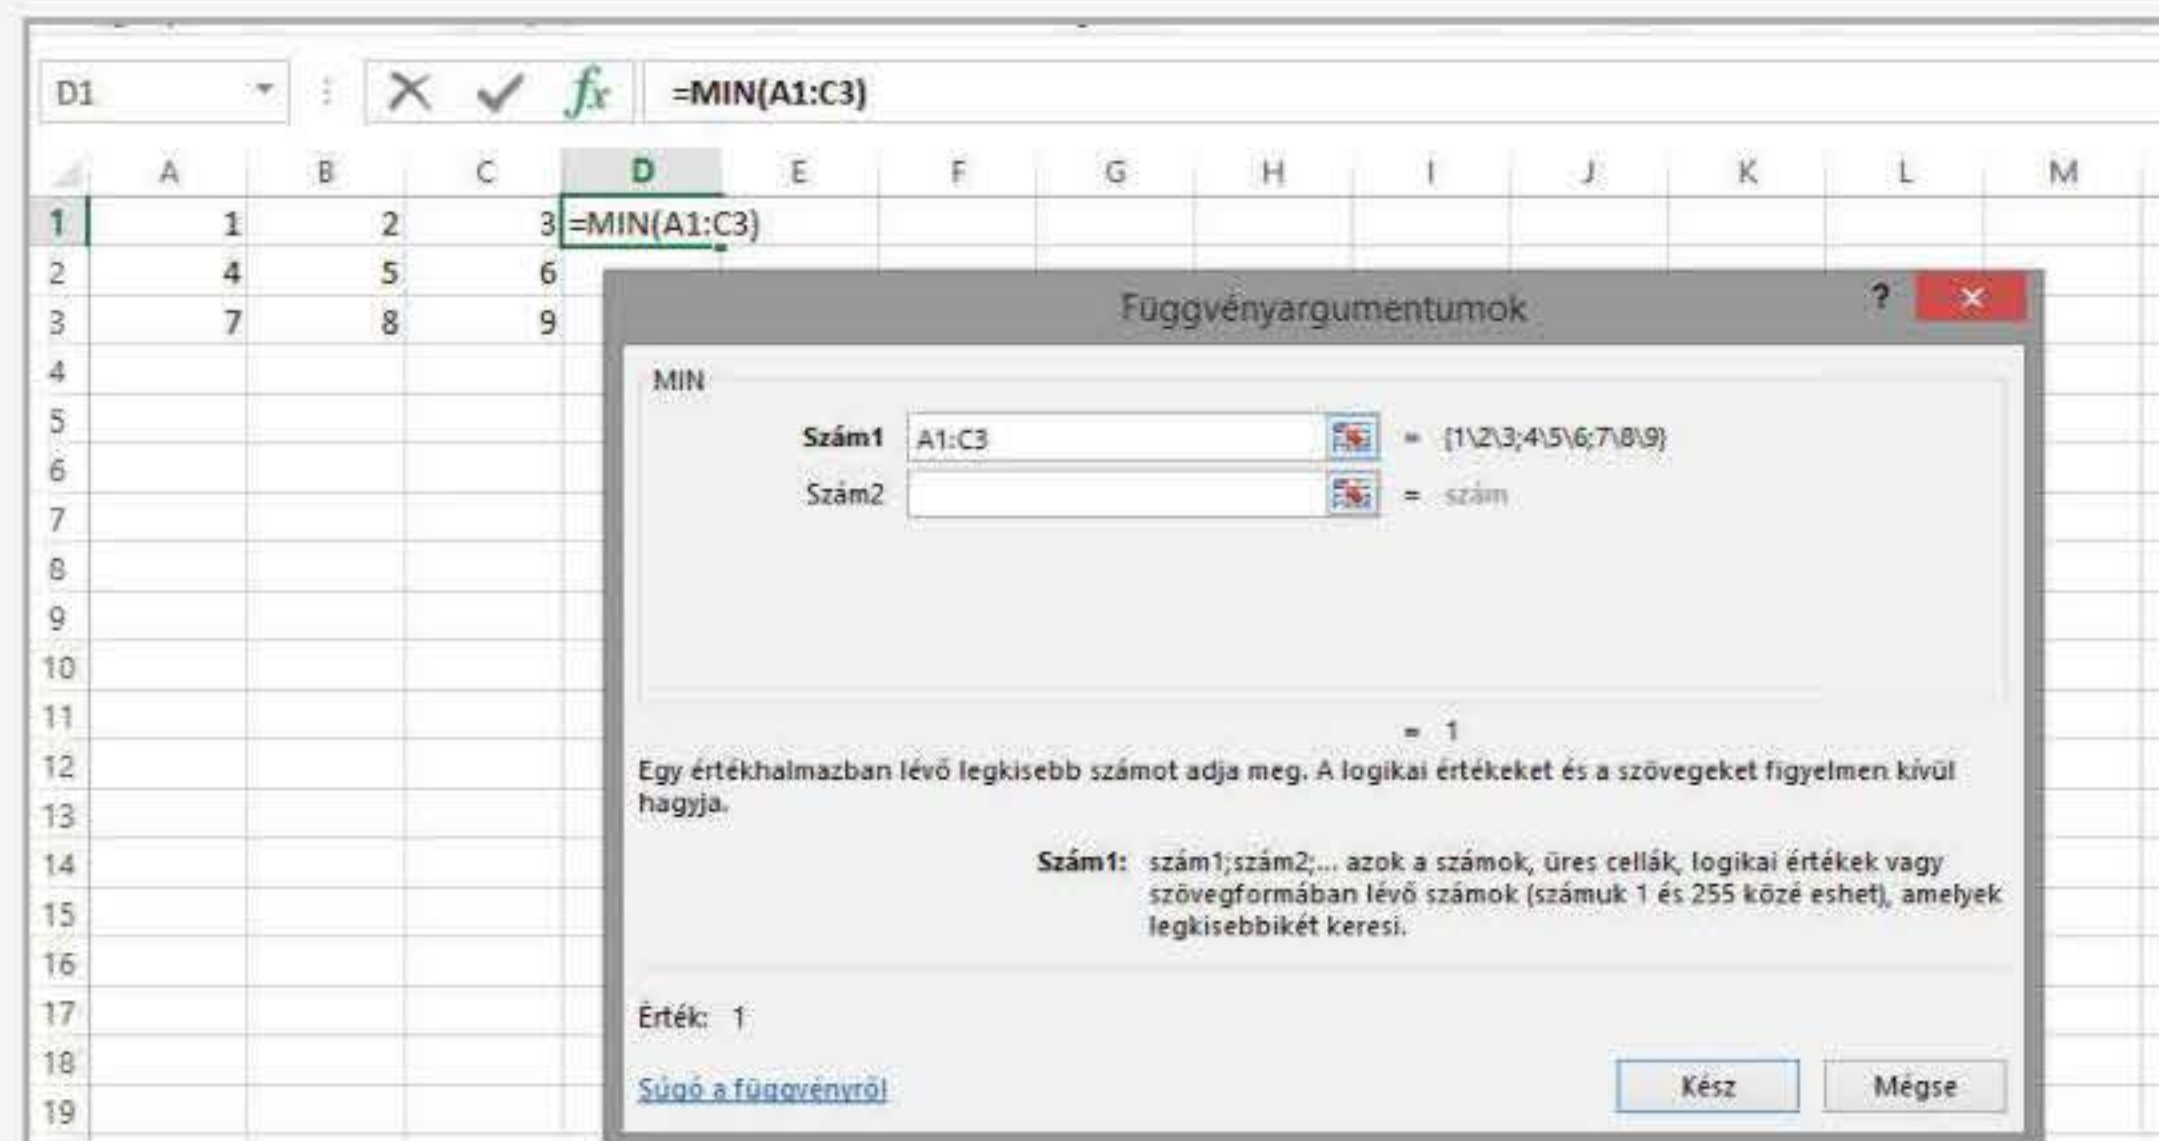 D1 fx =MIN(A1:C3)
A B C D E F G H I J K L M
1 1 2 3 =MIN(A1:C3)
2 4 5 6
3 7 8 9
Függvényargumentumok ?
4
MIN
5 Szám1 A1:C3 = {1\2\3;4\5\6;7\8\9}
6 Szám2 = szám
7
8
9
10
11
= 1
12 Egy értékhalmazban lévő legkisebb számot adja meg. A logikai értékeket és a szövegeket figyelmen kívül
13 hagyja.
14 Szám1: szám1;szám2;... azok a számok, üres cellák, logikai értékek vagy
15 szövegformában lévő számok (számuk 1 és 255 közé eshet), amelyek
legkisebbikét keresi.
16
17 Érték: 1
18
Súgó a függvényről Kész Mégse
19